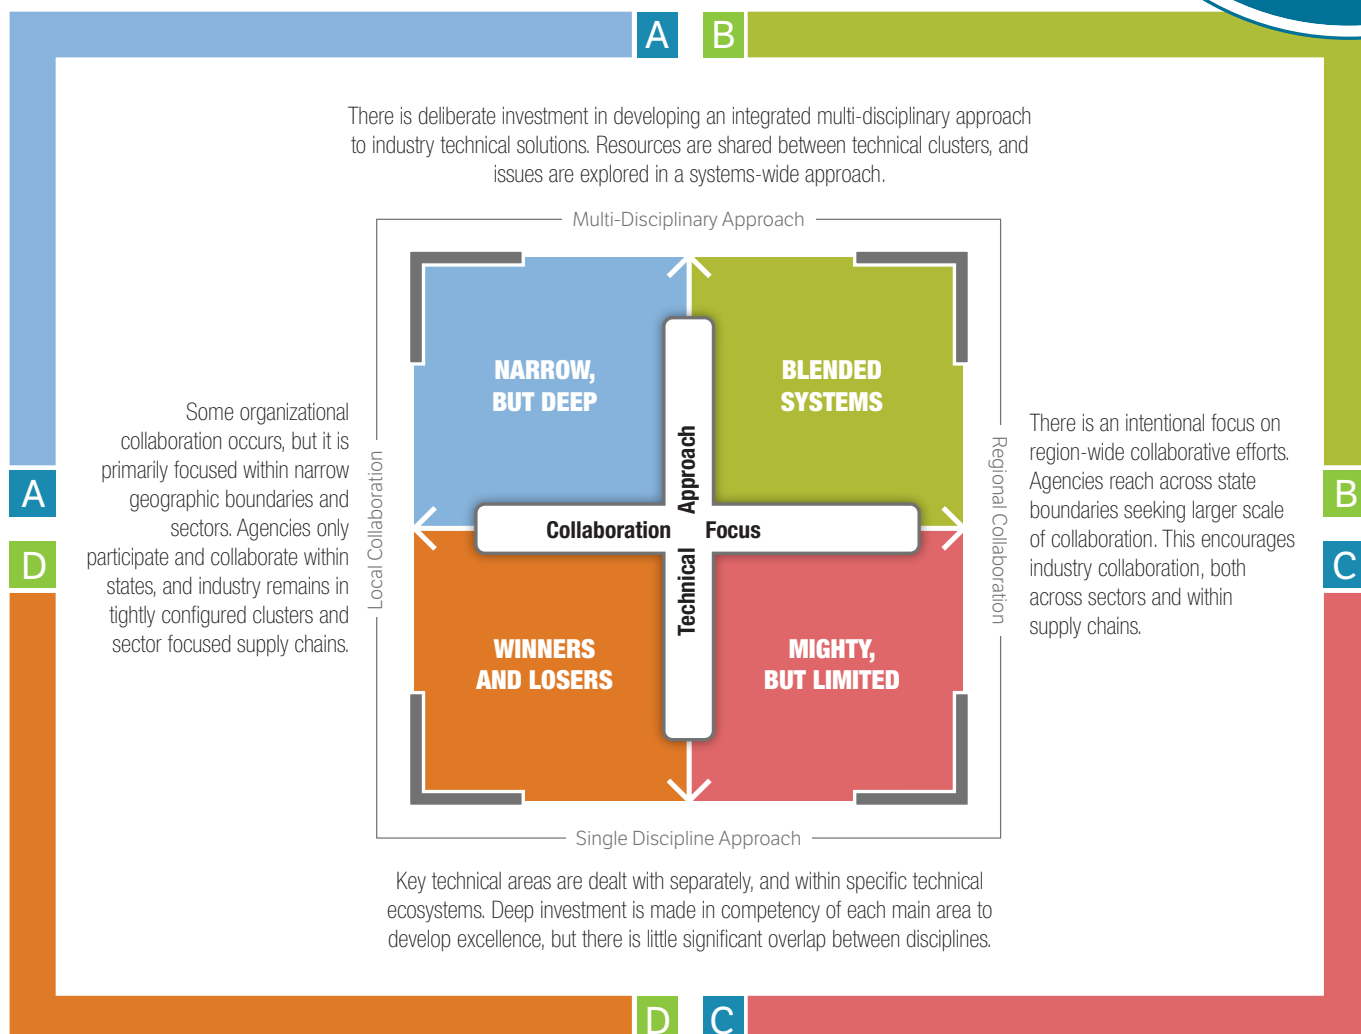 A
B
There is deliberate investment in developing an integrated multi-disciplinary approach
to industry technical solutions. Resources are shared between technical clusters, and
issues are explored in a systems-wide approach.
Multi-Disciplinary Approach
NARROW,
BUT DEEP
BLENDED
SYSTEMS
Some organizational
collaboration occurs, but it is
primarily focused within narrow
geographic boundaries and
sectors. Agencies only
participate and collaborate within
states, and industry remains in
tightly configured clusters and
sector focused supply chains.
A
D
Local Collaboration
Collaboration Focus
Technical Approach
Regional Collaboration
There is an intentional focus on
region-wide collaborative efforts.
Agencies reach across state
boundaries seeking larger scale
of collaboration. This encourages
industry collaboration, both
across sectors and within
supply chains.
B
C
WINNERS
AND LOSERS
MIGHTY,
BUT LIMITED
Single Discipline Approach
Key technical areas are dealt with separately, and within specific technical
ecosystems. Deep investment is made in competency of each main area to
develop excellence, but there is little significant overlap between disciplines.
D
C